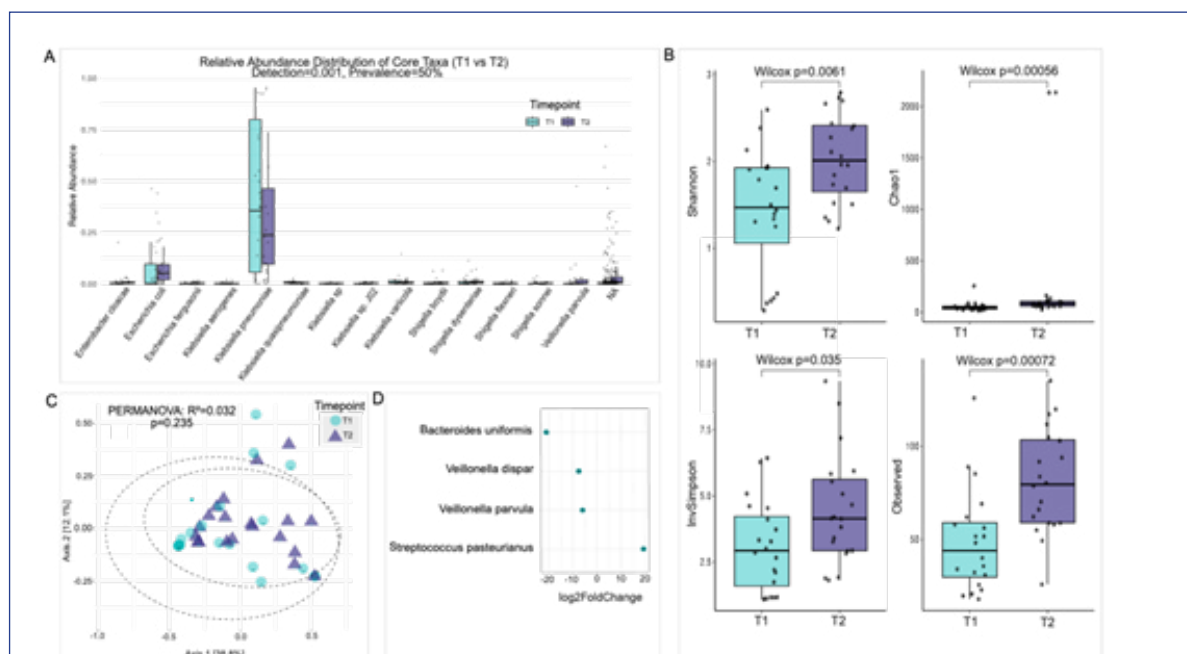 A
Relative Abundance Distribution of Core Taxa (T1 vs T2)
Detection=0.001, Prevalence=50%
Timepoint
T1 T2
1.00
0.75
0.50
0.25
0.00
Relative Abundance
Enterobacter cloacae
Escherichia coli
Escherichia fergusonii
Klebsiella aerogenes
Klebsiella pneumoniae
Klebsiella quasipneumoniae
Klebsiella sp
Klebsiella sp. J02
Klebsiella variicola
Shigella boydii
Shigella dysenteriae
Shigella flexneri
Shigella sonnei
Veillonella parvula
NA
B
Wilcox p=0.0061
3
2
1
Shannon
T1 T2
Wilcox p=0.00056
2000
1500
1000
500
0
Chao1
T1 T2
Wilcox p=0.035
10.0
7.5
5.0
2.5
InvSimpson
T1 T2
Wilcox p=0.00072
100
50
Observed
T1 T2
C
PERMANOVA: R²=0.032
p=0.235
Timepoint
T1
T2
0.50
0.25
0.00
-0.25
Axis.2 [12.1%]
-1.0 -0.5 0.0 0.5
D
Bacteroides uniformis
Veillonella dispar
Veillonella parvula
Streptococcus pasteurianus
-20 -10 0 10 20
log2FoldChange